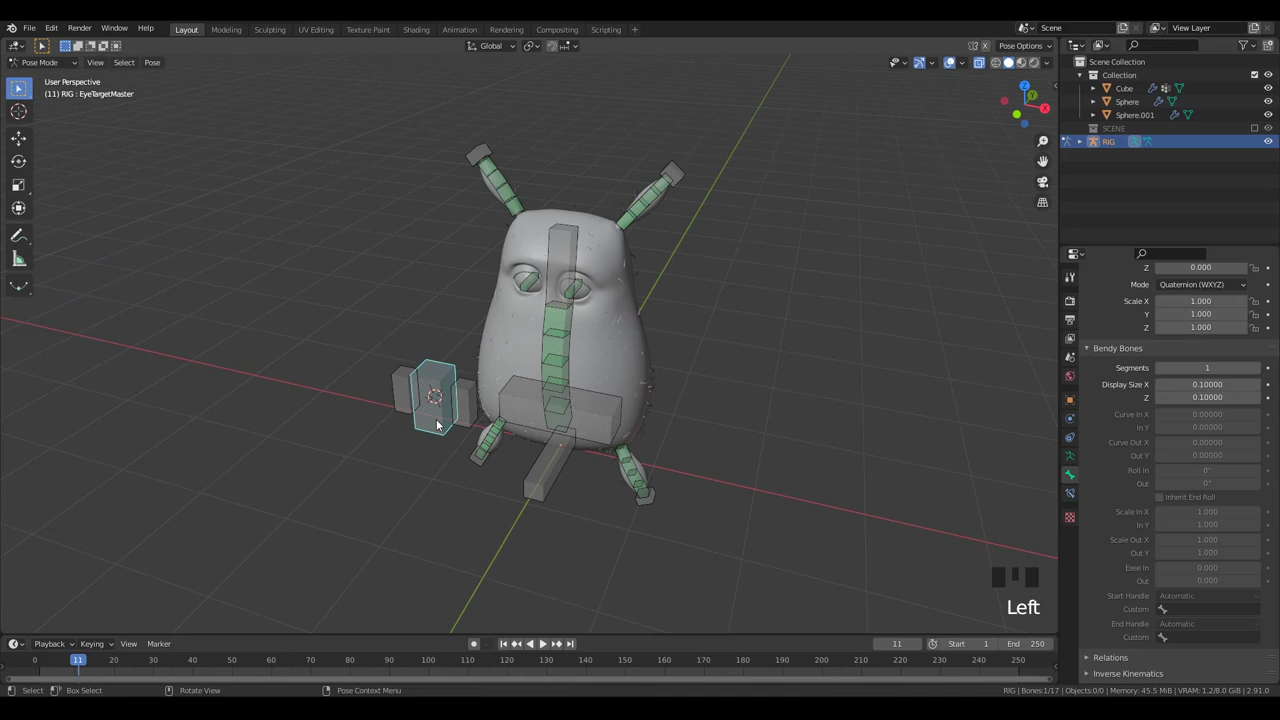 File Edit Render Window Help Layout Modeling Sculpting UV Editing Texture Paint Shading Animation Rendering Compositing Scripting + Scene View Layer
Global Pose Options
Pose Mode View Select Pose
User Perspective
(11) RIG : EyeTargetMaster
Z
Y
X
Scene Collection
Collection
Cube
Sphere
Sphere.001
SCENE
RIG
Z 0.000
Mode Quaternion (WXYZ)
Scale X 1.000
Y 1.000
Z 1.000
Bendy Bones
Segments 1
Display Size X 0.10000
Z 0.10000
Curve In X 0.00000
In Y 0.00000
Curve Out X 0.00000
Out Y 0.00000
Roll In 0°
Out 0°
Inherit End Roll
Scale In X 1.000
In Y 1.000
Scale Out X 1.000
Out Y 1.000
Ease In 0.000
Out 0.000
Start Handle Automatic
Custom
End Handle Automatic
Custom
Relations
Inverse Kinematics
Left
Playback Keying View Marker 11 Start 1 End 250
0 11 20 30 40 50 60 70 80 90 100 110 120 130 140 150 160 170 180 190 200 210 220 230 240 250
Select Box Select Rotate View Pose Context Menu RIG | Bones:1/17 | Objects:0/0 | Memory: 45.5 MiB | VRAM: 1.2/8.0 GiB | 2.91.0